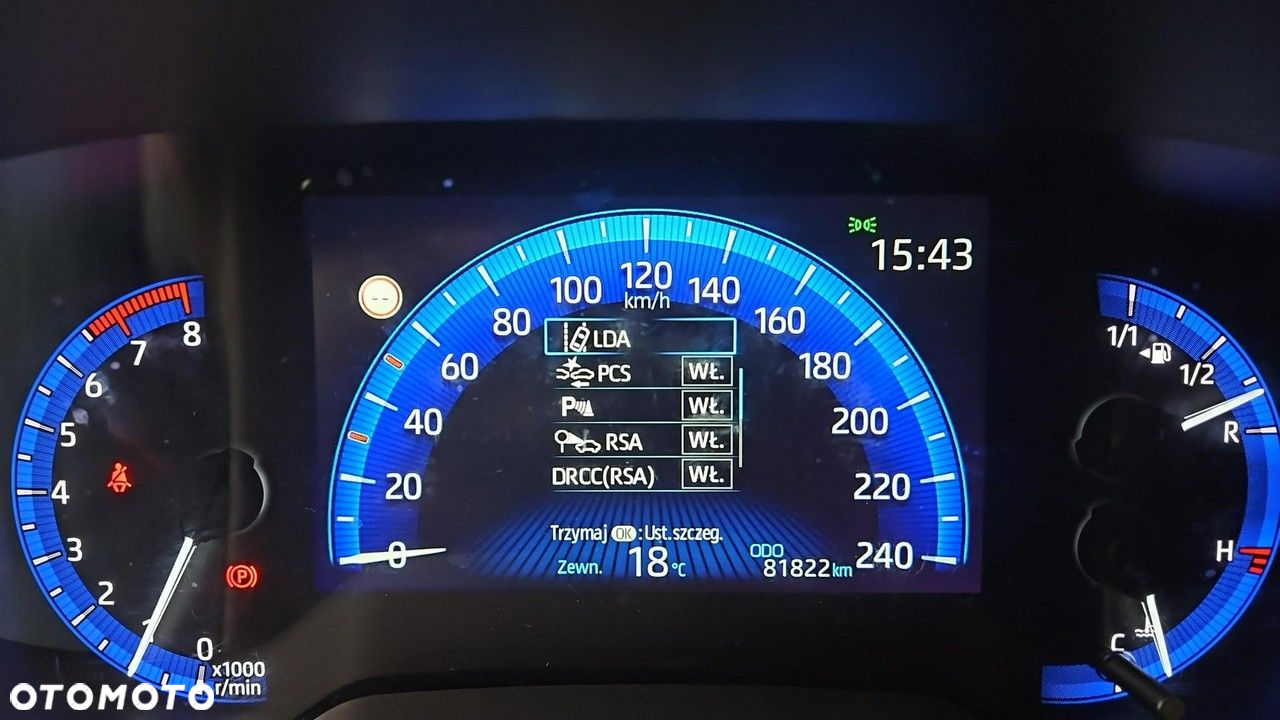 15:43
--
100 120 140
km/h
80 160
60 180
40 200
20 220
0 240
LDA
PCS WŁ.
P WŁ.
RSA WŁ.
DRCC(RSA) WŁ.
Trzymaj OK : Ust.szczeg.
Zewn. 18 °C
ODO
81822 km
8
7
6
5
4
3
2
1
0
x1000
r/min
P
1/1
1/2
R
H
C
OTOMOTO